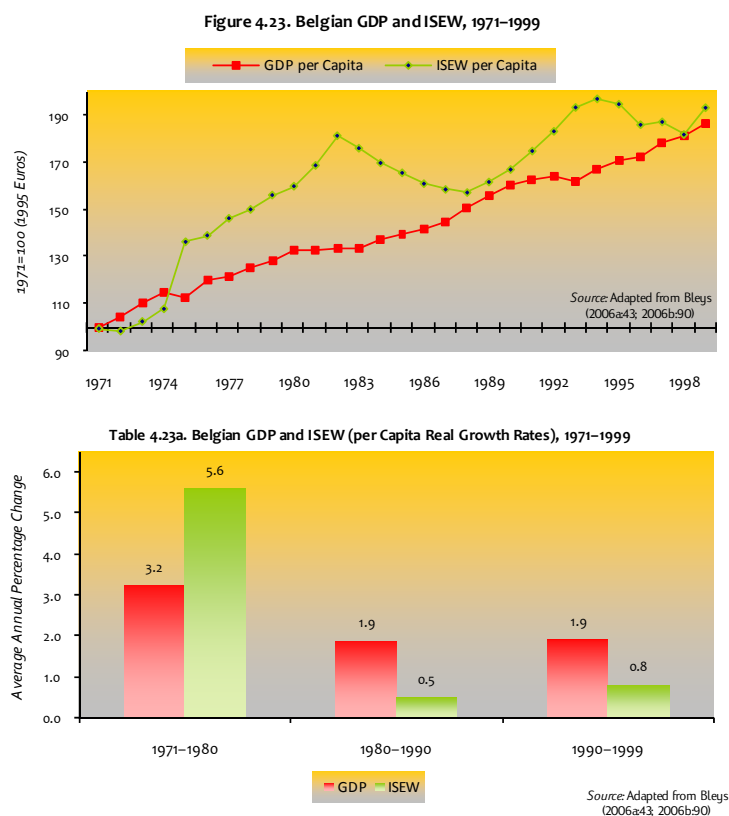 Figure 4.23. Belgian GDP and ISEW, 1971–1999
GDP per Capita ISEW per Capita
1971=100 (1995 Euros)
190
170
150
130
110
90
Source: Adapted from Bleys
(2006a:43; 2006b:90)
1971 1974 1977 1980 1983 1986 1989 1992 1995 1998
Table 4.23a. Belgian GDP and ISEW (per Capita Real Growth Rates), 1971–1999
Average Annual Percentage Change
6.0
5.0
4.0
3.0
2.0
1.0
0.0
3.2 5.6 1.9 0.5 1.9 0.8
1971–1980 1980–1990 1990–1999
GDP ISEW
Source: Adapted from Bleys
(2006a:43; 2006b:90)